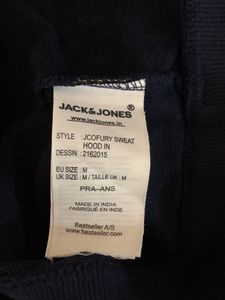 JACK&JONES
www.jackjones.in
STYLE : JCOFURY SWEAT
HOOD IN
DESSIN : 2162015
EU SIZE : M
UK SIZE : M / TAILLE UK : M
PRA--ANS
MADE IN INDIA
FABRIQUÉ EN INDE
Bestseller A/S
www.bestseller.com